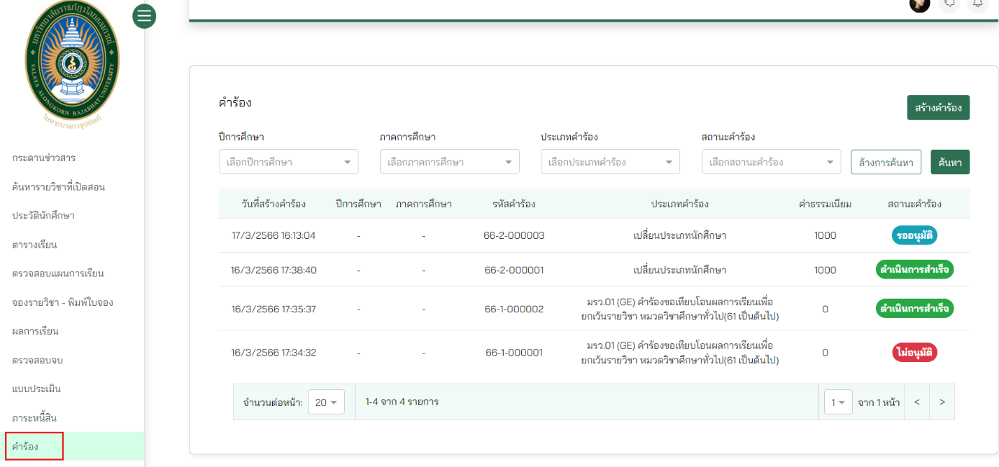 มหาวิทยาลัยราชภัฏวไลยอลงกรณ์
VALAYA ALONGKORN RAJABHAT UNIVERSITY
ในพระบรมราชูปถัมภ์
กระดานข่าวสาร
ค้นหารายวิชาที่เปิดสอน
ประวัตินักศึกษา
ตารางเรียน
ตรวจสอบแผนการเรียน
จองรายวิชา - พิมพ์ใบจอง
ผลการเรียน
ตรวจสอบจบ
แบบประเมิน
ภาระหนี้สิน
คำร้อง
คำร้อง
สร้างคำร้อง
ปีการศึกษา ภาคการศึกษา ประเภทคำร้อง สถานะคำร้อง
เลือกปีการศึกษา เลือกภาคการศึกษา เลือกประเภทคำร้อง เลือกสถานะคำร้อง ล้างการค้นหา ค้นหา
วันที่สร้างคำร้อง ปีการศึกษา ภาคการศึกษา รหัสคำร้อง ประเภทคำร้อง ค่าธรรมเนียม สถานะคำร้อง
17/3/2566 16:13:04 - - 66-2-000003 เปลี่ยนประเภทนักศึกษา 1000 รออนุมัติ
16/3/2566 17:38:40 - - 66-2-000001 เปลี่ยนประเภทนักศึกษา 1000 ดำเนินการสำเร็จ
16/3/2566 17:35:37 - - 66-1-000002 มรว.01 (GE) คำร้องขอเทียบโอนผลการเรียนเพื่อ
ยกเว้นรายวิชา หมวดวิชาศึกษาทั่วไป(61 เป็นต้นไป) 0 ดำเนินการสำเร็จ
16/3/2566 17:34:32 - - 66-1-000001 มรว.01 (GE) คำร้องขอเทียบโอนผลการเรียนเพื่อ
ยกเว้นรายวิชา หมวดวิชาศึกษาทั่วไป(61 เป็นต้นไป) 0 ไม่อนุมัติ
จำนวนต่อหน้า: 20 1-4 จาก 4 รายการ 1 จาก 1 หน้า < >